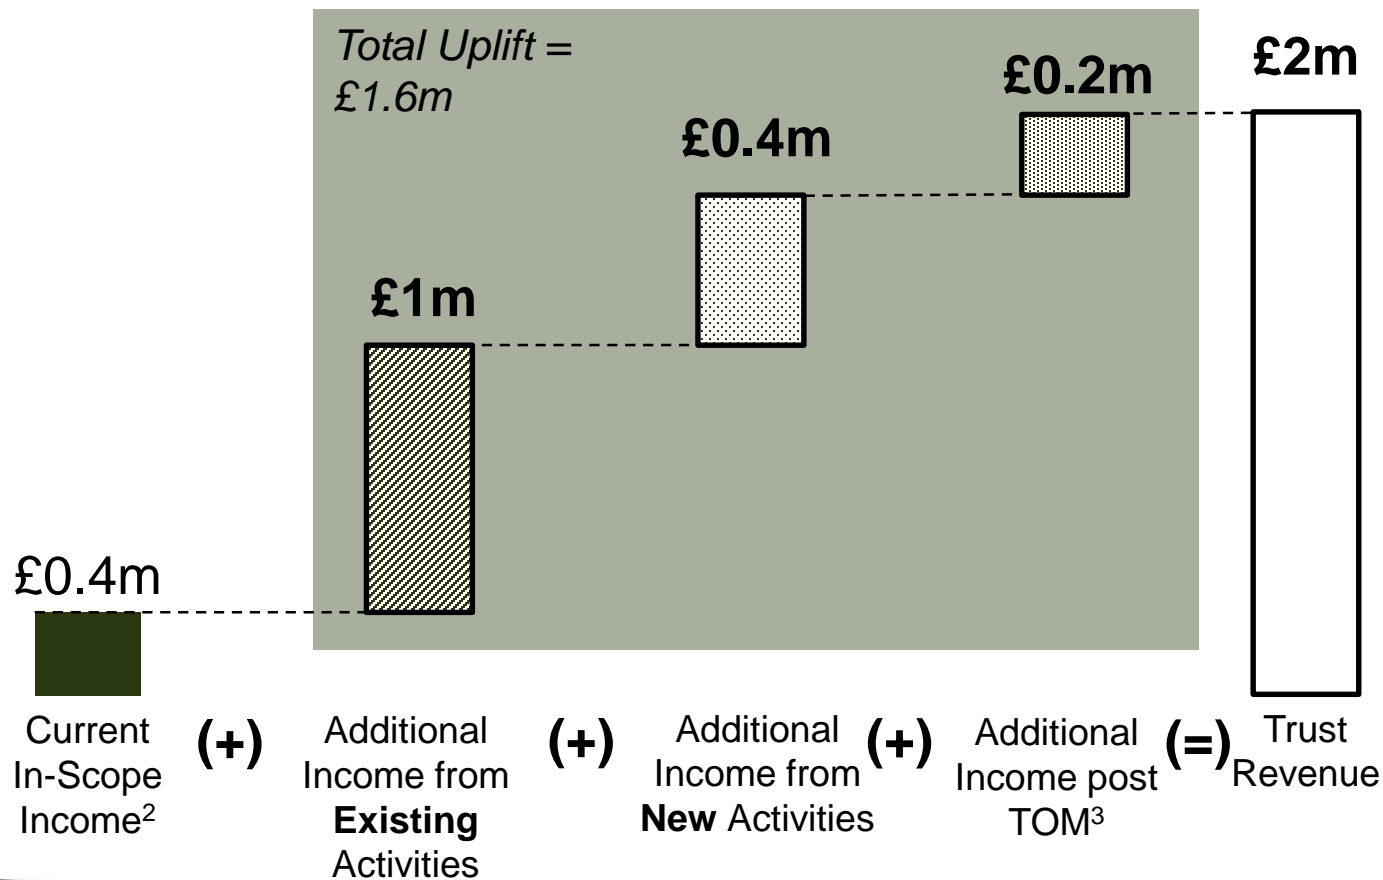 Total Uplift =
£1.6m
£0.4m
£1m
£0.4m
£0.2m
£2m
Current
In-Scope
Income²
(+)
Additional
Income from
Existing
Activities
(+)
Additional
Income from
New Activities
(+)
Additional
Income post
TOM³
(=)
Trust
Revenue